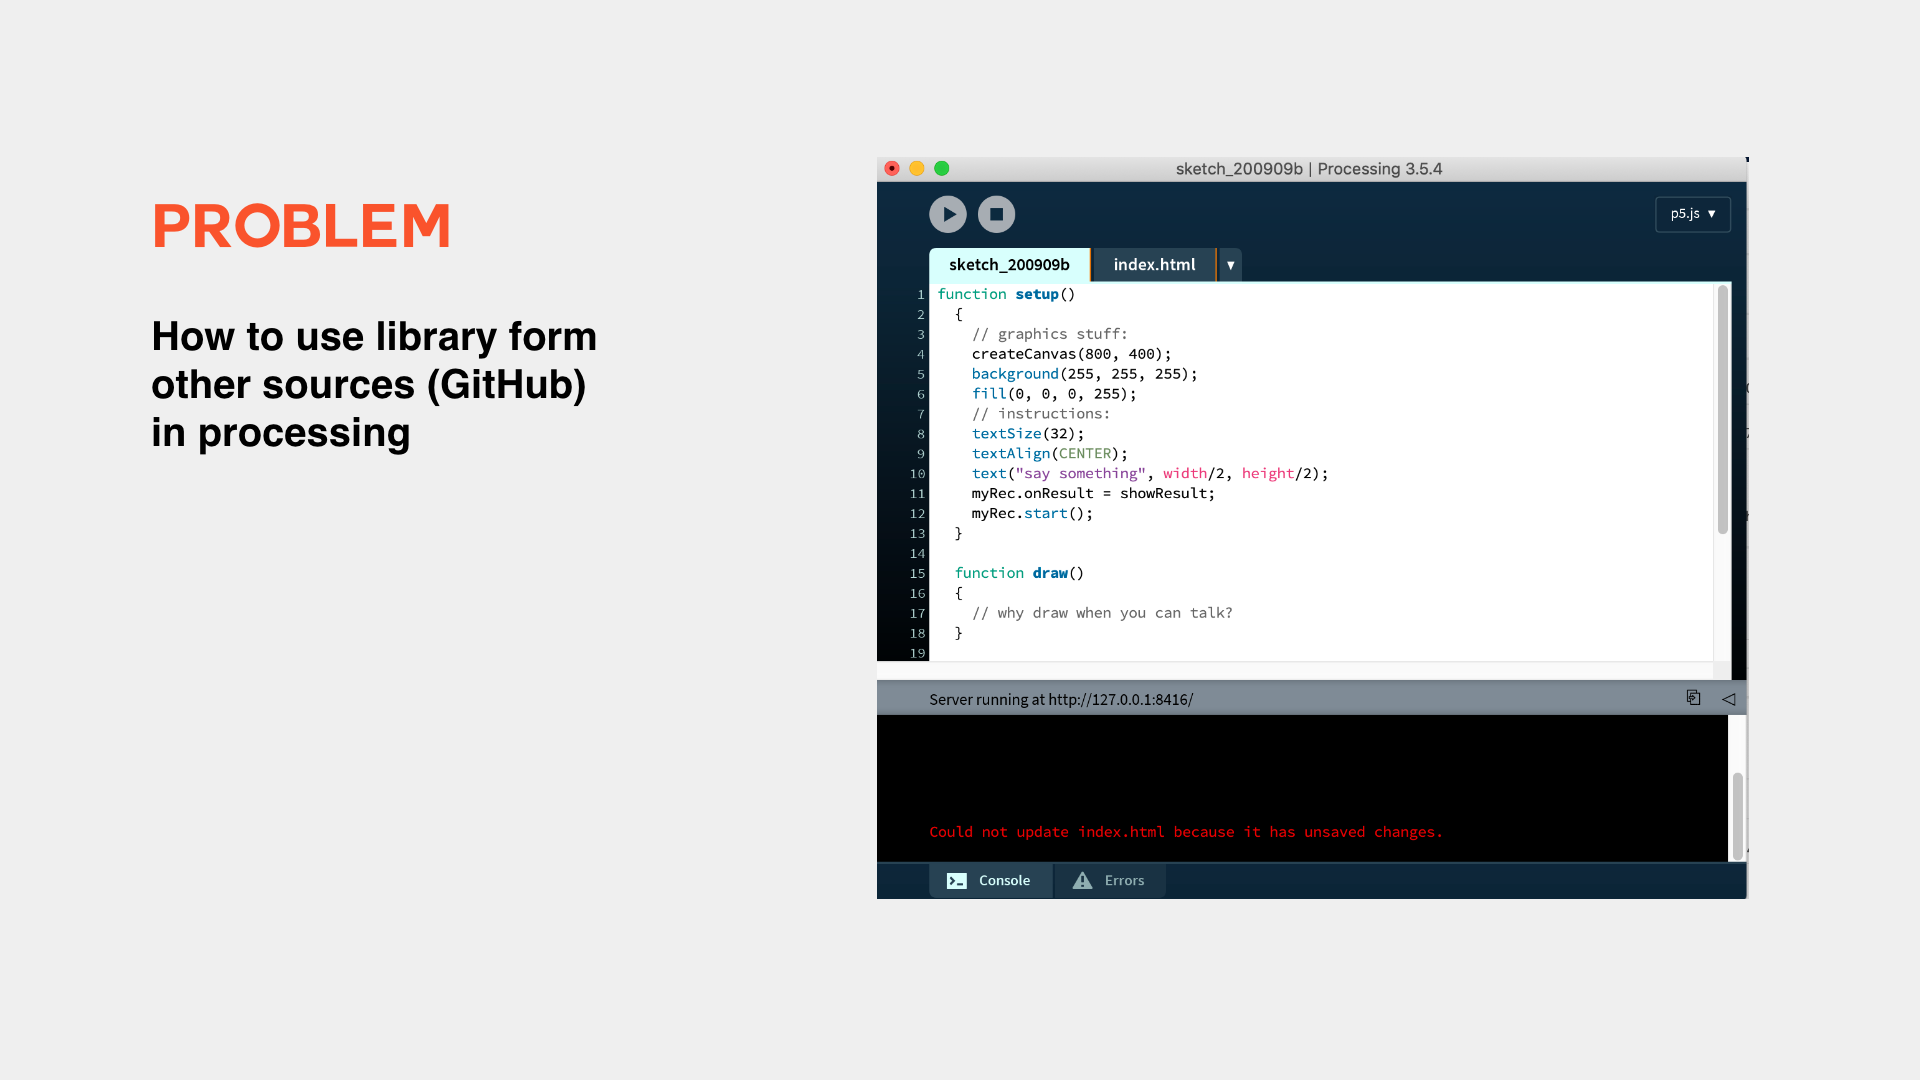 PROBLEM
How to use library form
other sources (GitHub)
in processing
sketch_200909b | Processing 3.5.4
p5.js ▼
sketch_200909b index.html ▼
1 function setup()
2 {
3 // graphics stuff:
4 createCanvas(800, 400);
5 background(255, 255, 255);
6 fill(0, 0, 0, 255);
7 // instructions:
8 textSize(32);
9 textAlign(CENTER);
10 text("say something", width/2, height/2);
11 myRec.onResult = showResult;
12 myRec.start();
13 }
14
15 function draw()
16 {
17 // why draw when you can talk?
18 }
19
Server running at http://127.0.0.1:8416/
Could not update index.html because it has unsaved changes.
Console Errors